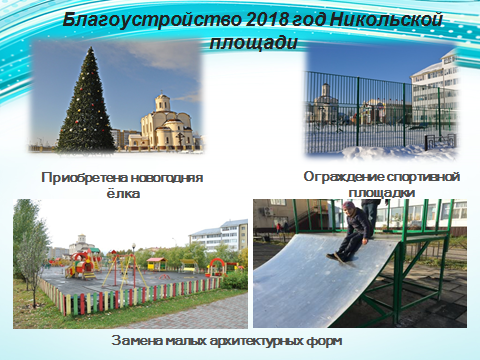 Благоустройство 2018 год Никольской
площади
Приобретена новогодняя
ёлка
Ограждение спортивной
площадки
Замена малых архитектурных форм